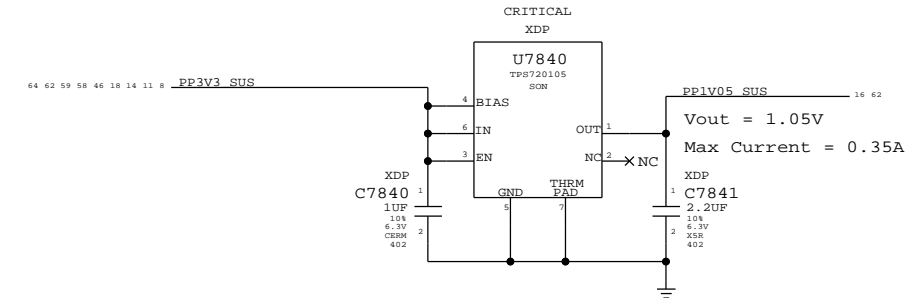 CRITICAL
XDP
U7840
TPS720105
SON
64 62 59 58 46 18 14 11 8 PP3V3_SUS
PP1V05_SUS 16 62
4 BIAS
Vout = 1.05V
6 IN OUT 1
Max Current = 0.35A
3 EN NC 2 NC
XDP
C7840 1
1UF
10%
6.3V
CERM
402
2
GND
5
THRM
PAD
7
XDP
1 C7841
2.2UF
10%
6.3V
X5R
402
2